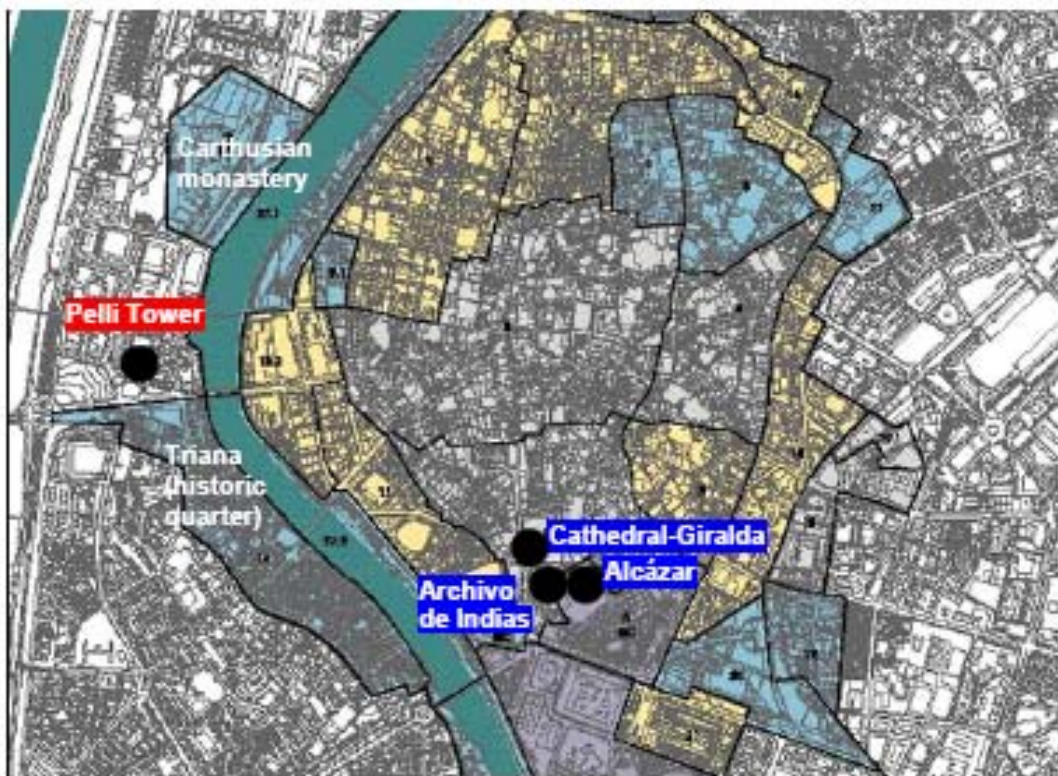 Carthusian
monastery
Pelli Tower
Triana
(historic
quarter)
Cathedral-Giralda
Alcázar
Archivo
de Indias